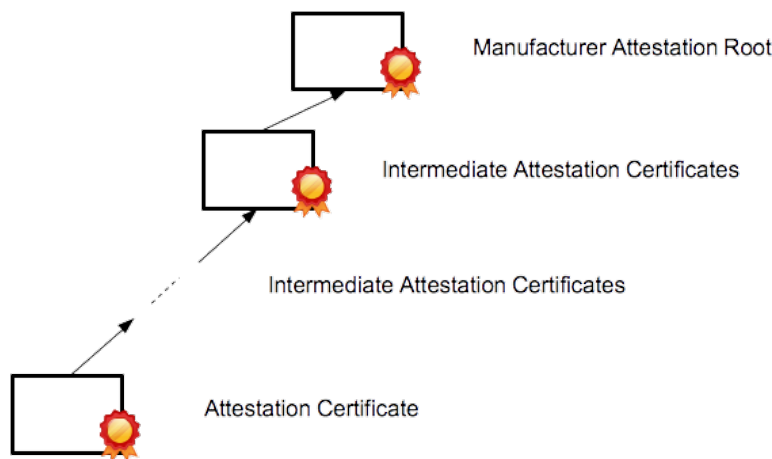 Manufacturer Attestation Root
Intermediate Attestation Certificates
Intermediate Attestation Certificates
Attestation Certificate